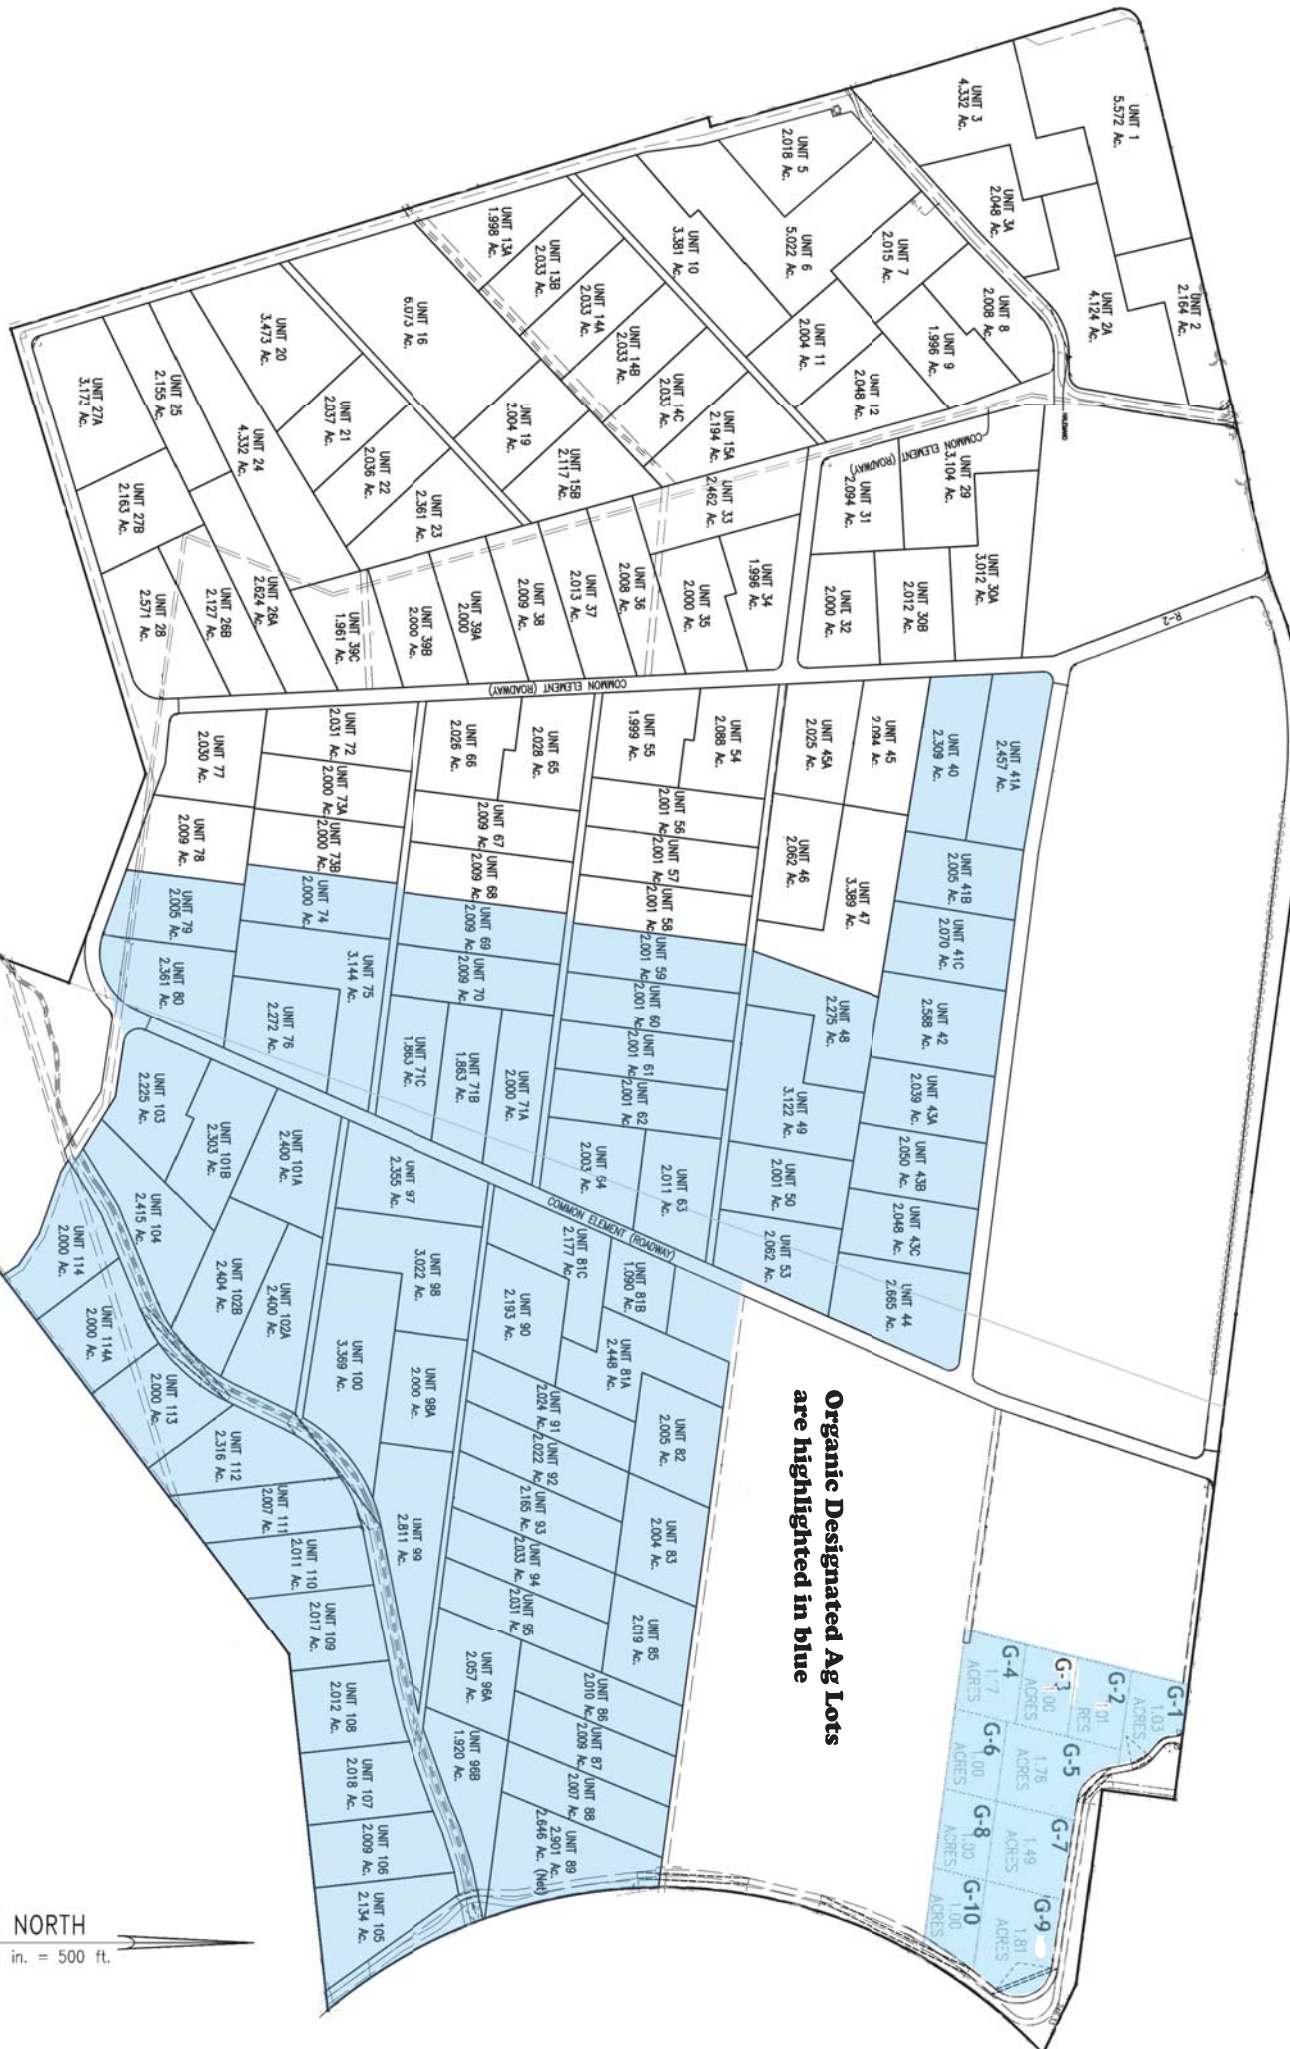 UNIT 1
5.572 Ac.
UNIT 2
2.164 Ac.
UNIT 3
4.332 Ac.
UNIT 3A
2.048 Ac.
UNIT 2A
4.124 Ac.
UNIT 5
2.018 Ac.
UNIT 6
5.022 Ac.
UNIT 7
2.015 Ac.
UNIT 8
2.008 Ac.
UNIT 9
1.996 Ac.
UNIT 10
3.381 Ac.
UNIT 11
2.004 Ac.
UNIT 12
2.048 Ac.
UNIT 13A
1.998 Ac.
UNIT 13B
2.033 Ac.
UNIT 14A
2.033 Ac.
UNIT 14B
2.033 Ac.
UNIT 14C
2.033 Ac.
UNIT 15A
2.194 Ac.
UNIT 15B
2.117 Ac.
UNIT 16
6.073 Ac.
UNIT 19
2.004 Ac.
UNIT 20
3.473 Ac.
UNIT 21
2.037 Ac.
UNIT 22
2.036 Ac.
UNIT 23
2.361 Ac.
UNIT 24
4.332 Ac.
UNIT 25
2.155 Ac.
UNIT 26A
2.624 Ac.
UNIT 26B
2.127 Ac.
UNIT 27A
UNIT 27B
2.163 Ac.
UNIT 28
2.571 Ac.
COMMON ELEMENT (ROADWAY)
UNIT 29
3.104 Ac.
UNIT 30A
3.012 Ac.
UNIT 30B
2.012 Ac.
UNIT 31
2.094 Ac.
UNIT 32
2.000 Ac.
UNIT 33
2.462 Ac.
UNIT 34
1.996 Ac.
UNIT 35
2.000 Ac.
UNIT 36
2.008 Ac.
UNIT 37
2.013 Ac.
UNIT 38
2.009 Ac.
UNIT 39A
2.000
UNIT 39B
2.000 Ac.
UNIT 39C
1.961 Ac.
R-2
COMMON ELEMENT (ROADWAY)
UNIT 41A
2.457 Ac.
UNIT 40
2.309 Ac.
UNIT 41B
2.005 Ac.
UNIT 41C
2.070 Ac.
UNIT 42
2.588 Ac.
UNIT 43A
2.039 Ac.
UNIT 43B
2.050 Ac.
UNIT 43C
2.048 Ac.
UNIT 44
2.665 Ac.
UNIT 45
2.094 Ac.
UNIT 45A
2.025 Ac.
UNIT 46
2.062 Ac.
UNIT 47
3.389 Ac.
UNIT 48
2.275 Ac.
UNIT 49
3.122 Ac.
UNIT 50
2.001 Ac.
UNIT 53
2.062 Ac.
UNIT 54
2.088 Ac.
UNIT 55
1.999 Ac.
UNIT 56
2.001 Ac.
UNIT 57
2.001 Ac.
UNIT 58
2.001 Ac.
UNIT 59
2.001 Ac.
UNIT 60
2.001 Ac.
UNIT 61
2.001 Ac.
UNIT 62
2.001 Ac.
UNIT 63
2.011 Ac.
UNIT 64
2.003 Ac.
UNIT 65
2.028 Ac.
UNIT 66
2.026 Ac.
UNIT 67
2.009 Ac.
UNIT 68
2.009 Ac.
UNIT 69
2.009 Ac.
UNIT 70
2.009 Ac.
UNIT 71A
2.000 Ac.
UNIT 71B
1.863 Ac.
UNIT 71C
1.863 Ac.
UNIT 72
2.031 Ac.
UNIT 73A
2.000 Ac.
UNIT 73B
2.000 Ac.
UNIT 74
2.000 Ac.
UNIT 75
3.144 Ac.
UNIT 76
2.272 Ac.
UNIT 77
2.030 Ac.
UNIT 78
2.009 Ac.
UNIT 79
2.005 Ac.
UNIT 80
2.361 Ac.
COMMON ELEMENT (ROADWAY)
UNIT 81A
2.448 Ac.
UNIT 81B
1.090 Ac.
UNIT 81C
2.177 Ac.
UNIT 82
2.005 Ac.
UNIT 83
2.004 Ac.
UNIT 85
2.019 Ac.
UNIT 86
2.010 Ac.
UNIT 87
2.009 Ac.
UNIT 88
2.007 Ac.
UNIT 89
2.901 Ac.
2.646 Ac. (Net)
UNIT 90
2.193 Ac.
UNIT 91
2.024 Ac.
UNIT 92
2.022 Ac.
UNIT 93
2.165 Ac.
UNIT 94
2.033 Ac.
UNIT 95
2.031 Ac.
UNIT 96A
2.057 Ac.
UNIT 96B
1.920 Ac.
UNIT 97
2.355 Ac.
UNIT 98
3.022 Ac.
UNIT 98A
2.000 Ac.
UNIT 99
2.811 Ac.
UNIT 100
3.369 Ac.
UNIT 101A
2.400 Ac.
UNIT 101B
2.303 Ac.
UNIT 102A
2.400 Ac.
UNIT 102B
2.404 Ac.
UNIT 103
2.225 Ac.
UNIT 104
2.415 Ac.
UNIT 105
2.134 Ac.
UNIT 106
2.009 Ac.
UNIT 107
2.018 Ac.
UNIT 108
2.012 Ac.
UNIT 109
2.017 Ac.
UNIT 110
2.011 Ac.
UNIT 111
2.007 Ac.
UNIT 112
2.316 Ac.
UNIT 113
2.000 Ac.
UNIT 114A
2.000 Ac.
UNIT 114
2.000 Ac.
Organic Designated Ag Lots
are highlighted in blue
G-1
1.03
ACRES
G-2
G-3
ACRES
G-4
ACRES
G-5
1.76
ACRES
G-6
1.00
ACRES
G-7
1.49
ACRES
G-8
1.00
ACRES
G-9
1.81
ACRES
G-10
1.00
ACRES
NORTH
in. = 500 ft.